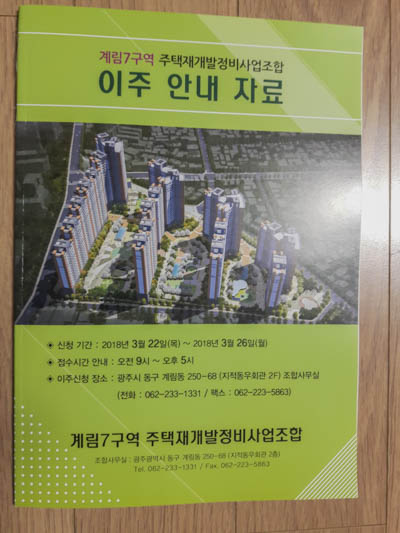 계림7구역 주택재개발정비사업조합
이주 안내 자료
신청 기간 : 2018년 3월 22일(목) ~ 2018년 3월 26일(월)
접수시간 안내 : 오전 9시 ~ 오후 5시
이주신청 장소 : 광주시 동구 계림동 250-68 (지적동우회관 2F) 조합사무실
(전화 : 062-233-1331 / 팩스 : 062-223-5863)
계림7구역 주택재개발정비사업조합
조합사무실 : 광주광역시 동구 계림동 250-68 (지적동우회관 2층)
Tel. 062-233-1331 / Fax. 062-223-5863